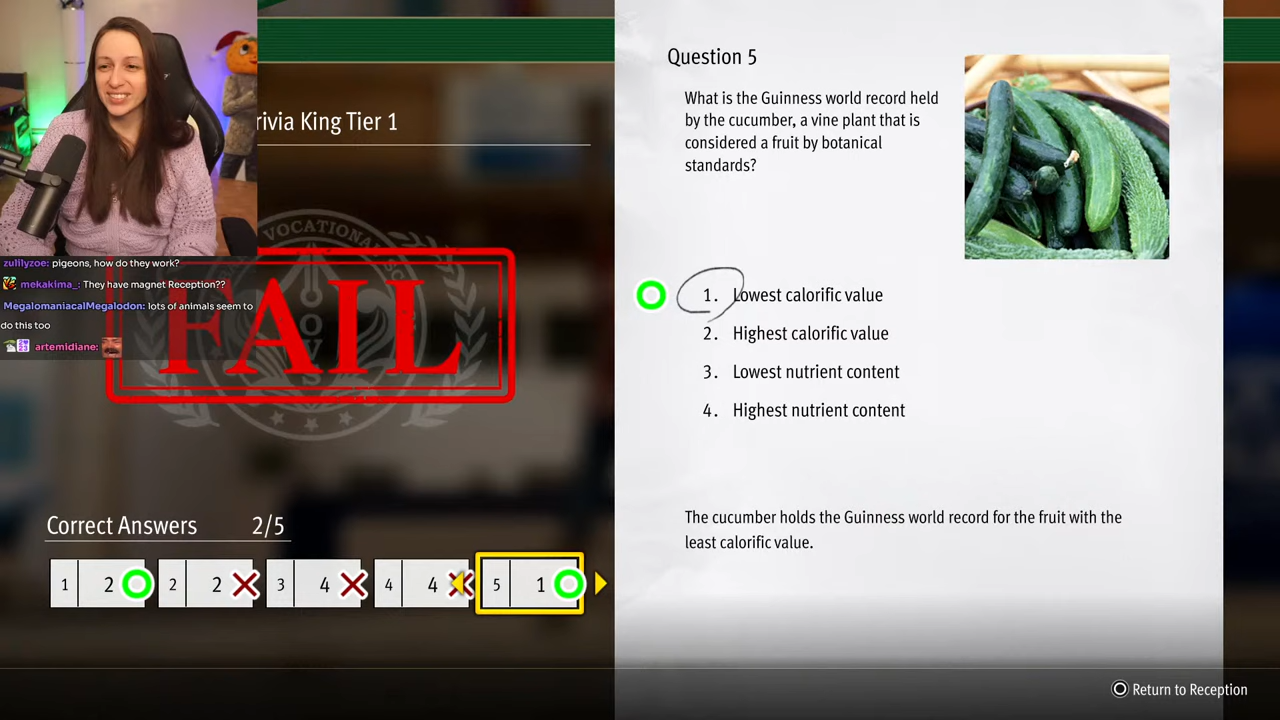 Question 5
What is the Guinness world record held
by the cucumber, a vine plant that is
considered a fruit by botanical
standards?
rivia King Tier 1
VOCATIONAL
zulilyzoe: pigeons, how do they work?
mekakima_: They have magnet Reception??
MegalomaniacalMegalodon: lots of animals seem to
do this too
artemidiane:
FAIL
1. Lowest calorific value
2. Highest calorific value
3. Lowest nutrient content
4. Highest nutrient content
The cucumber holds the Guinness world record for the fruit with the
least calorific value.
Correct Answers 2/5
1 2 2 2 3 4 4 4 5 1
Return to Reception